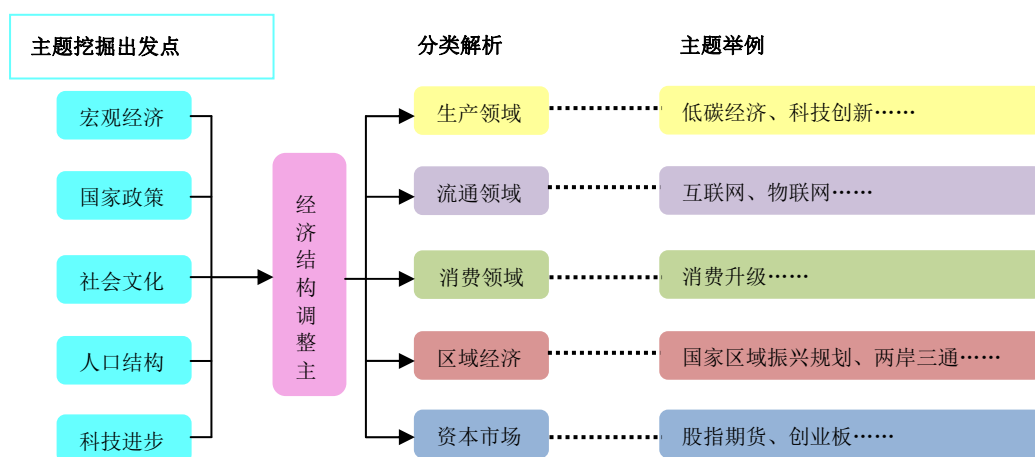 主题挖掘出发点
分类解析
主题举例
宏观经济
国家政策
社会文化
人口结构
科技进步
经济结构调整主
生产领域
低碳经济、科技创新……
流通领域
互联网、物联网……
消费领域
消费升级……
区域经济
国家区域振兴规划、两岸三通……
资本市场
股指期货、创业板……